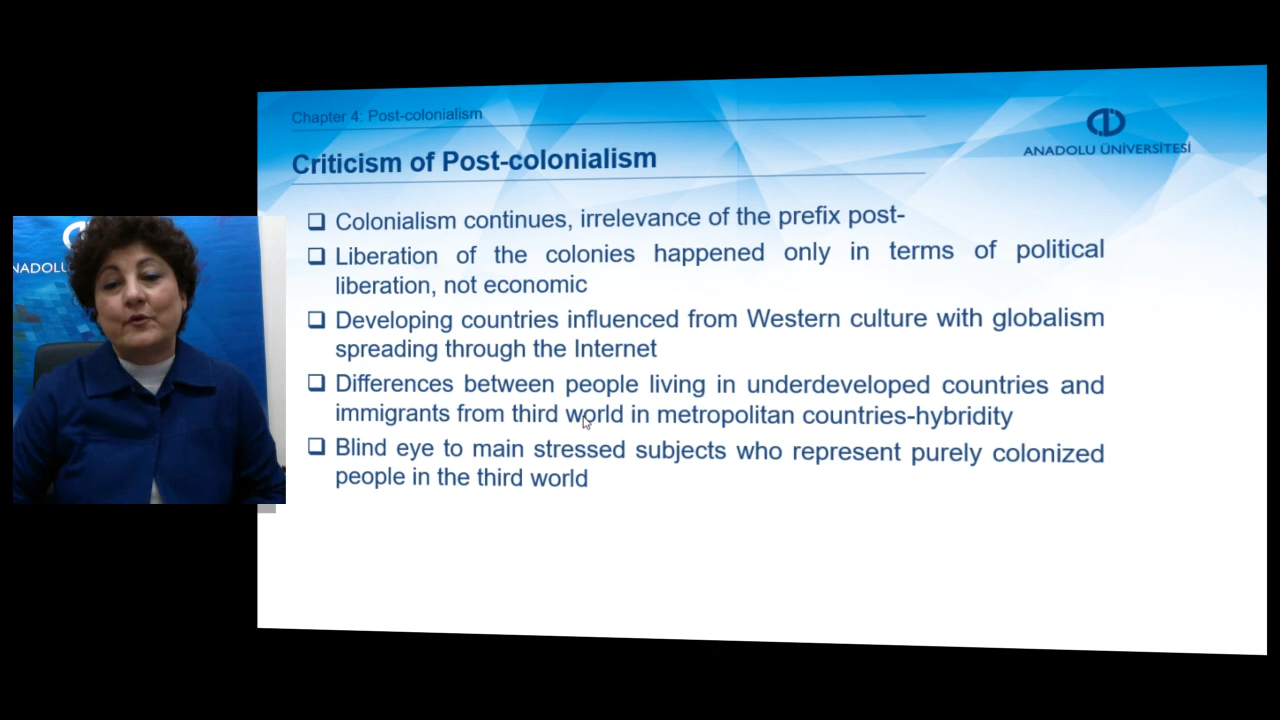 Chapter 4: Post-colonialism
ANADOLU ÜNİVERSİTESİ
Criticism of Post-colonialism
❑ Colonialism continues, irrelevance of the prefix post-
❑ Liberation of the colonies happened only in terms of political
liberation, not economic
❑ Developing countries influenced from Western culture with globalism
spreading through the Internet
❑ Differences between people living in underdeveloped countries and
immigrants from third world in metropolitan countries-hybridity
❑ Blind eye to main stressed subjects who represent purely colonized
people in the third world
ANADOLU